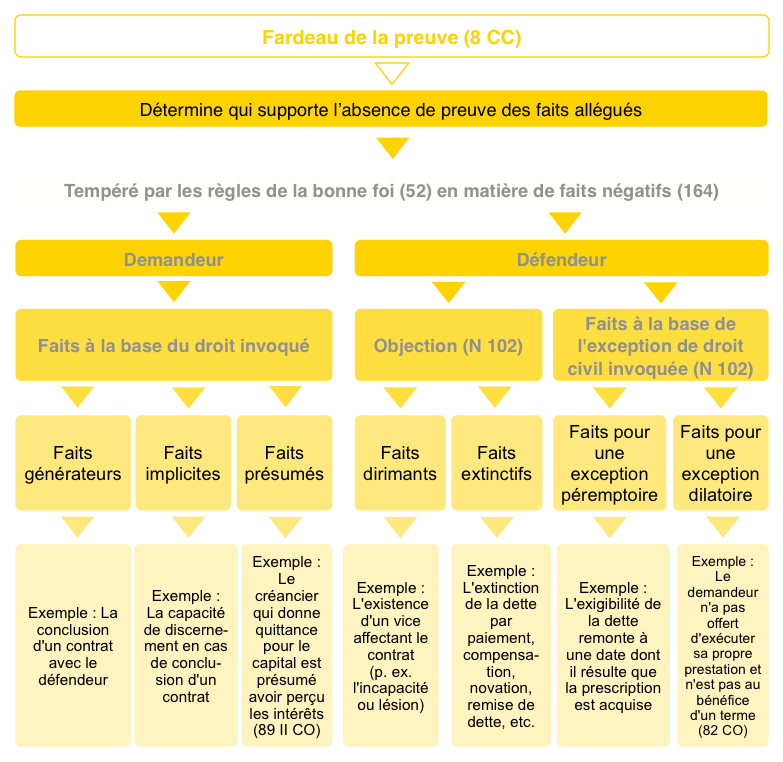 Fardeau de la preuve (8 CC)
Détermine qui supporte l'absence de preuve des faits allégués
Tempéré par les règles de la bonne foi (52) en matière de faits négatifs (164)
Demandeur
Défendeur
Faits à la base du droit invoqué
Objection (N 102)
Faits à la base de
l'exception de droit
civil invoquée (N 102)
Faits
générateurs
Faits
implicites
Faits
présumés
Faits
dirimants
Faits
extinctifs
Faits pour
une
exception
péremptoire
Faits pour
une
exception
dilatoire
Exemple : La
conclusion
d'un contrat
avec le
défendeur
Exemple :
La capacité
de discerne-
ment en cas
de conclu-
sion d'un
contrat
Exemple :
Le
créancier
qui donne
quittance
pour le
capital est
présumé
avoir perçu
les intérêts
(89 II CO)
Exemple :
L'existence
d'un vice
affectant le
contrat
(p. ex.
l'incapacité
ou lésion)
Exemple :
L'extinction
de la dette
par
paiement,
compensa-
tion,
novation,
remise de
dette, etc.
Exemple :
L'exigibilité de
la dette
remonte à
une date dont
il résulte que
la prescription
est acquise
Exemple :
Le
demandeur
n'a pas
offert
d'exécuter
sa propre
prestation et
n'est pas au
bénéfice
d'un terme
(82 CO)